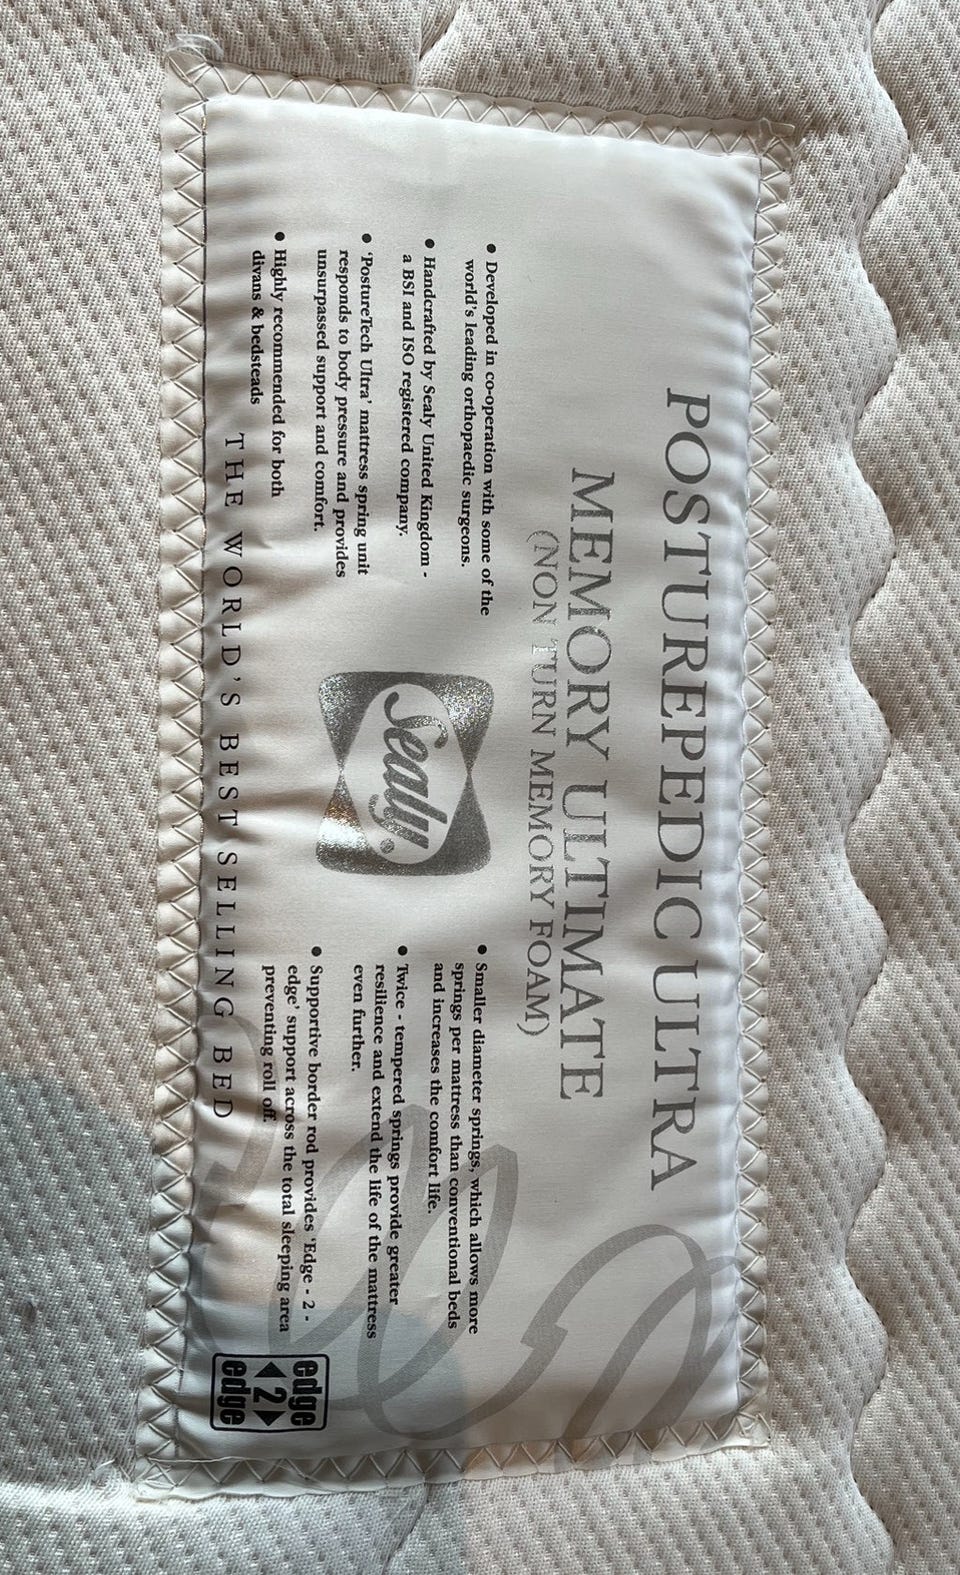 POSTUREPEDIC ULTRA
MEMORY ULTIMATE
(NON TURN MEMORY FOAM)
• Developed in co-operation with some of the
world's leading orthopaedic surgeons.
• Handcrafted by Sealy United Kingdom -
a BSI and ISO registered company.
• 'PostureTech Ultra' mattress spring unit
responds to body pressure and provides
unsurpassed support and comfort.
• Highly recommended for both
divans & bedsteads
Sealy®
• Smaller diameter springs, which allows more
springs per mattress than conventional beds
and increases the comfort life.
• Twice - tempered springs provide greater
resilience and extend the life of the mattress
even further.
• Supportive border rod provides 'Edge - 2 -
edge' support across the total sleeping area
preventing roll off.
THE WORLD'S BEST SELLING BED
edge
2
edge